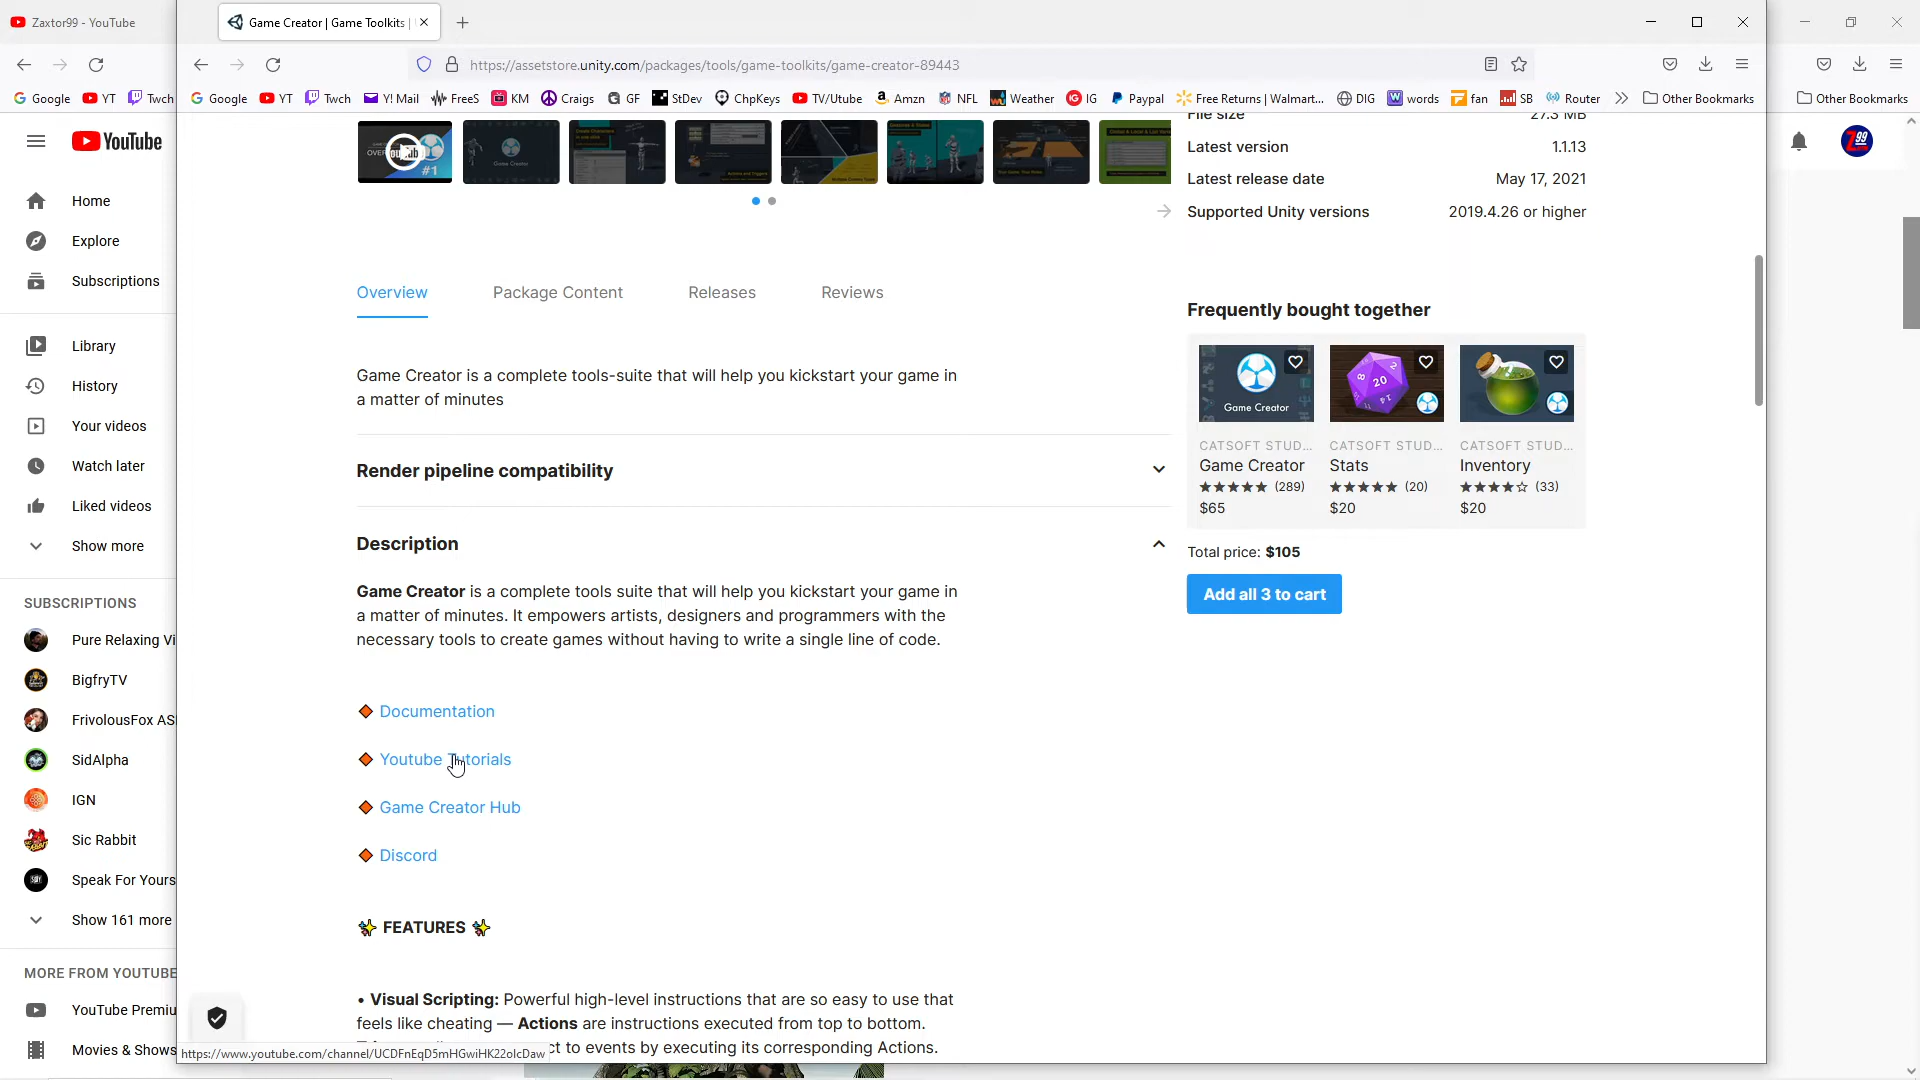 Zaxtor99 - YouTube
Game Creator | Game Toolkits |
https://assetstore.unity.com/packages/tools/game-toolkits/game-creator-89443
Google YT Twch
Google YT Twch Y! Mail FreeS KM Craigs GF StDev ChpKeys TV/Utube Amzn NFL Weather IG Paypal Free Returns | Walmart... DIG words fan SB Router Other Bookmarks
Other Bookmarks
YouTube
Home
Explore
Subscriptions
Library
History
Your videos
Watch later
Liked videos
Show more
SUBSCRIPTIONS
Pure Relaxing Vi
BigfryTV
FrivolousFox AS
SidAlpha
IGN
Sic Rabbit
Speak For Yours
Show 161 more
MORE FROM YOUTUBE
YouTube Premiu
Movies & Shows
#1
Game Creator
File size 27.3 MB
Latest version 1.1.13
Latest release date May 17, 2021
Supported Unity versions 2019.4.26 or higher
Overview Package Content Releases Reviews
Game Creator is a complete tools-suite that will help you kickstart your game in
a matter of minutes
Render pipeline compatibility
Description
Game Creator is a complete tools suite that will help you kickstart your game in
a matter of minutes. It empowers artists, designers and programmers with the
necessary tools to create games without having to write a single line of code.
Documentation
Youtube Tutorials
Game Creator Hub
Discord
✨ FEATURES ✨
• Visual Scripting: Powerful high-level instructions that are so easy to use that
feels like cheating — Actions are instructions executed from top to bottom.
ct to events by executing its corresponding Actions.
https://www.youtube.com/channel/UCDFnEqD5mHGwiHK22olcDaw
Frequently bought together
Game Creator
20
CATSOFT STUD... CATSOFT STUD... CATSOFT STUD...
Game Creator Stats Inventory
★★★★★ (289) ★★★★★ (20) ★★★★☆ (33)
$65 $20 $20
Total price: $105
Add all 3 to cart
Z99